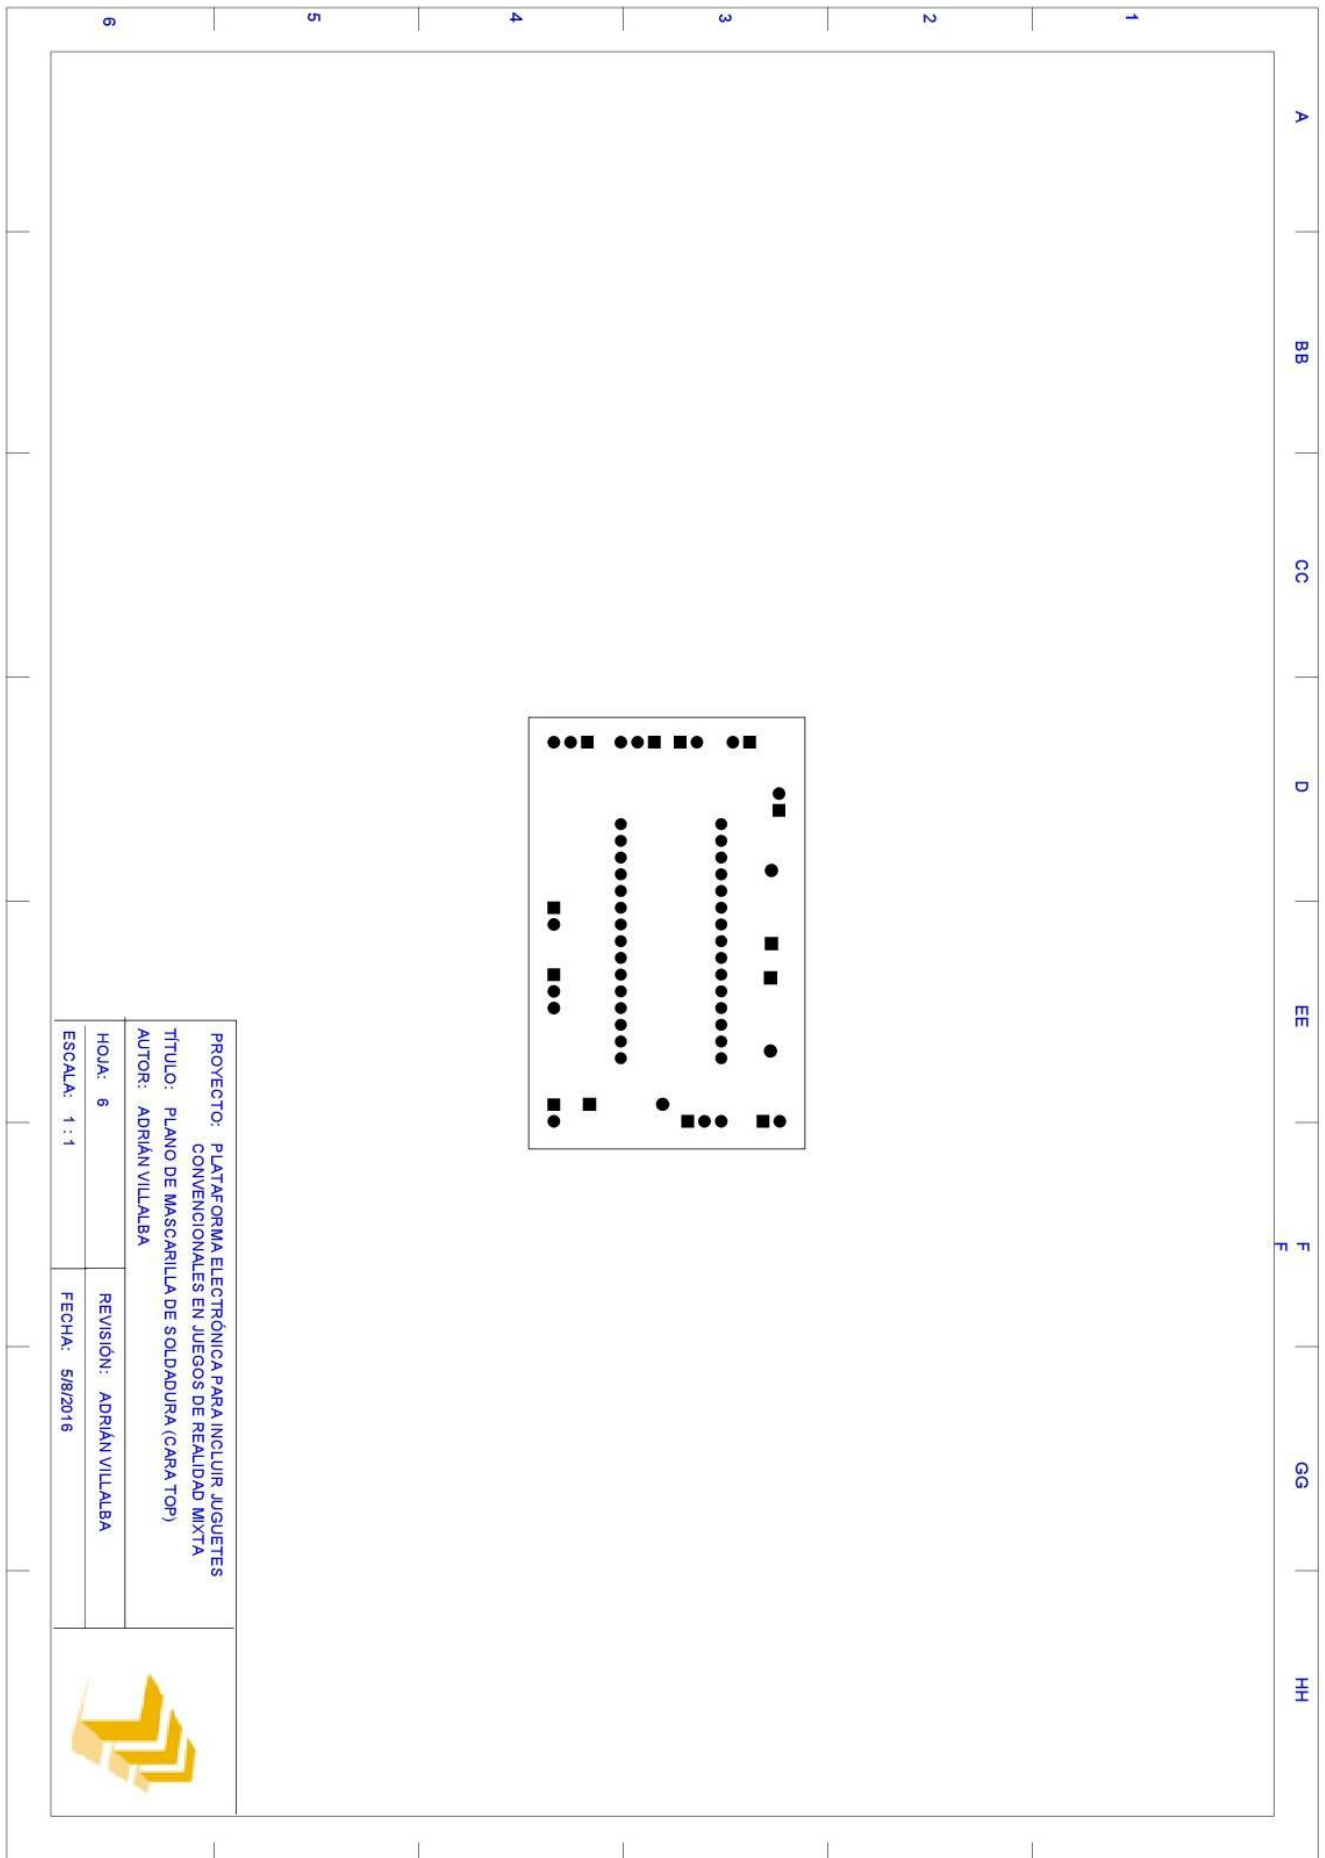 6
5
4
3
2
1
A
BB
CC
D
EE
F
F
GG
HH
PROYECTO: PLATAFORMA ELECTRÓNICA PARA INCLUIR JUGUETES
CONVENCIONALES EN JUEGOS DE REALIDAD MIXTA
TÍTULO: PLANO DE MASCARILLA DE SOLDADURA (CARA TOP)
AUTOR: ADRIÁN VILLALBA
HOJA: 6
REVISIÓN: ADRIÁN VILLALBA
ESCALA: 1 : 1
FECHA: 5/8/2016